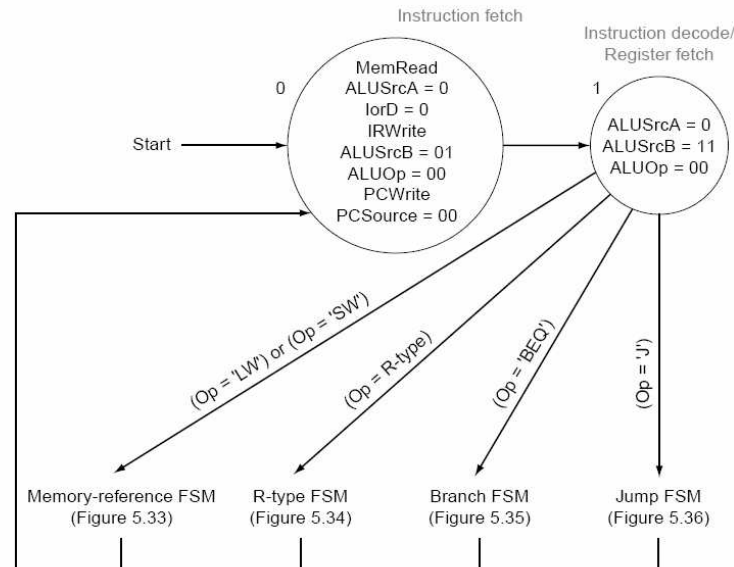 Instruction fetch
Instruction decode/
Register fetch
0
MemRead
ALUSrcA = 0
IorD = 0
IRWrite
ALUSrcB = 01
ALUOp = 00
PCWrite
PCSource = 00
1
ALUSrcA = 0
ALUSrcB = 11
ALUOp = 00
Start
(Op = 'LW') or (Op = 'SW')
(Op = R-type)
(Op = 'BEQ')
(Op = 'J')
Memory-reference FSM
(Figure 5.33)
R-type FSM
(Figure 5.34)
Branch FSM
(Figure 5.35)
Jump FSM
(Figure 5.36)